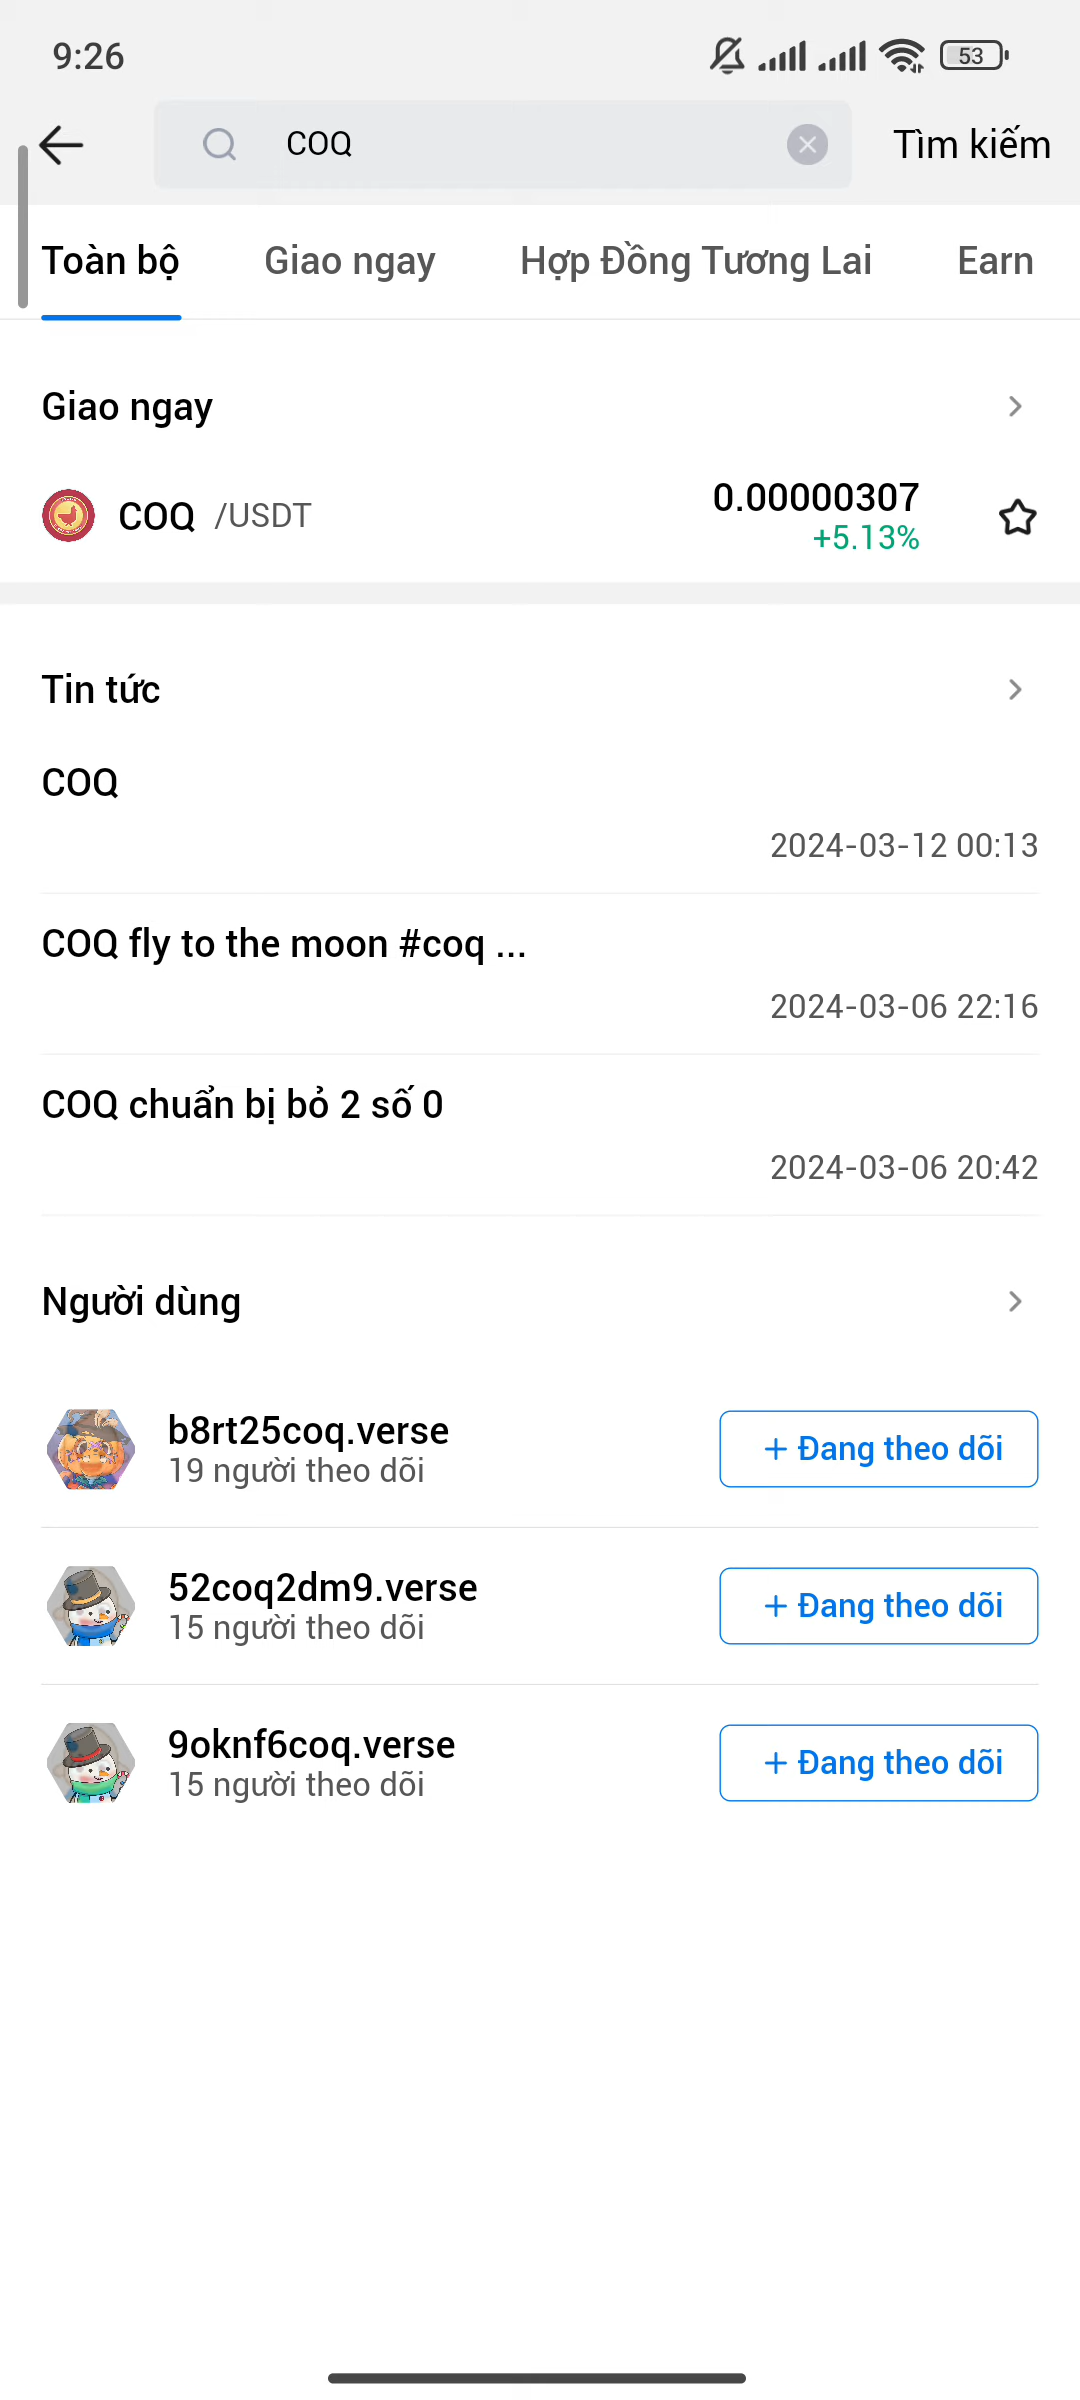 9:26
53
COQ
Tìm kiếm
Toàn bộ
Giao ngay
Hợp Đồng Tương Lai
Earn
Giao ngay
COQ /USDT
0.00000307
+5.13%
Tin tức
COQ
2024-03-12 00:13
COQ fly to the moon #coq ...
2024-03-06 22:16
COQ chuẩn bị bỏ 2 số 0
2024-03-06 20:42
Người dùng
b8rt25coq.verse
19 người theo dõi
+ Đang theo dõi
52coq2dm9.verse
15 người theo dõi
+ Đang theo dõi
9oknf6coq.verse
15 người theo dõi
+ Đang theo dõi